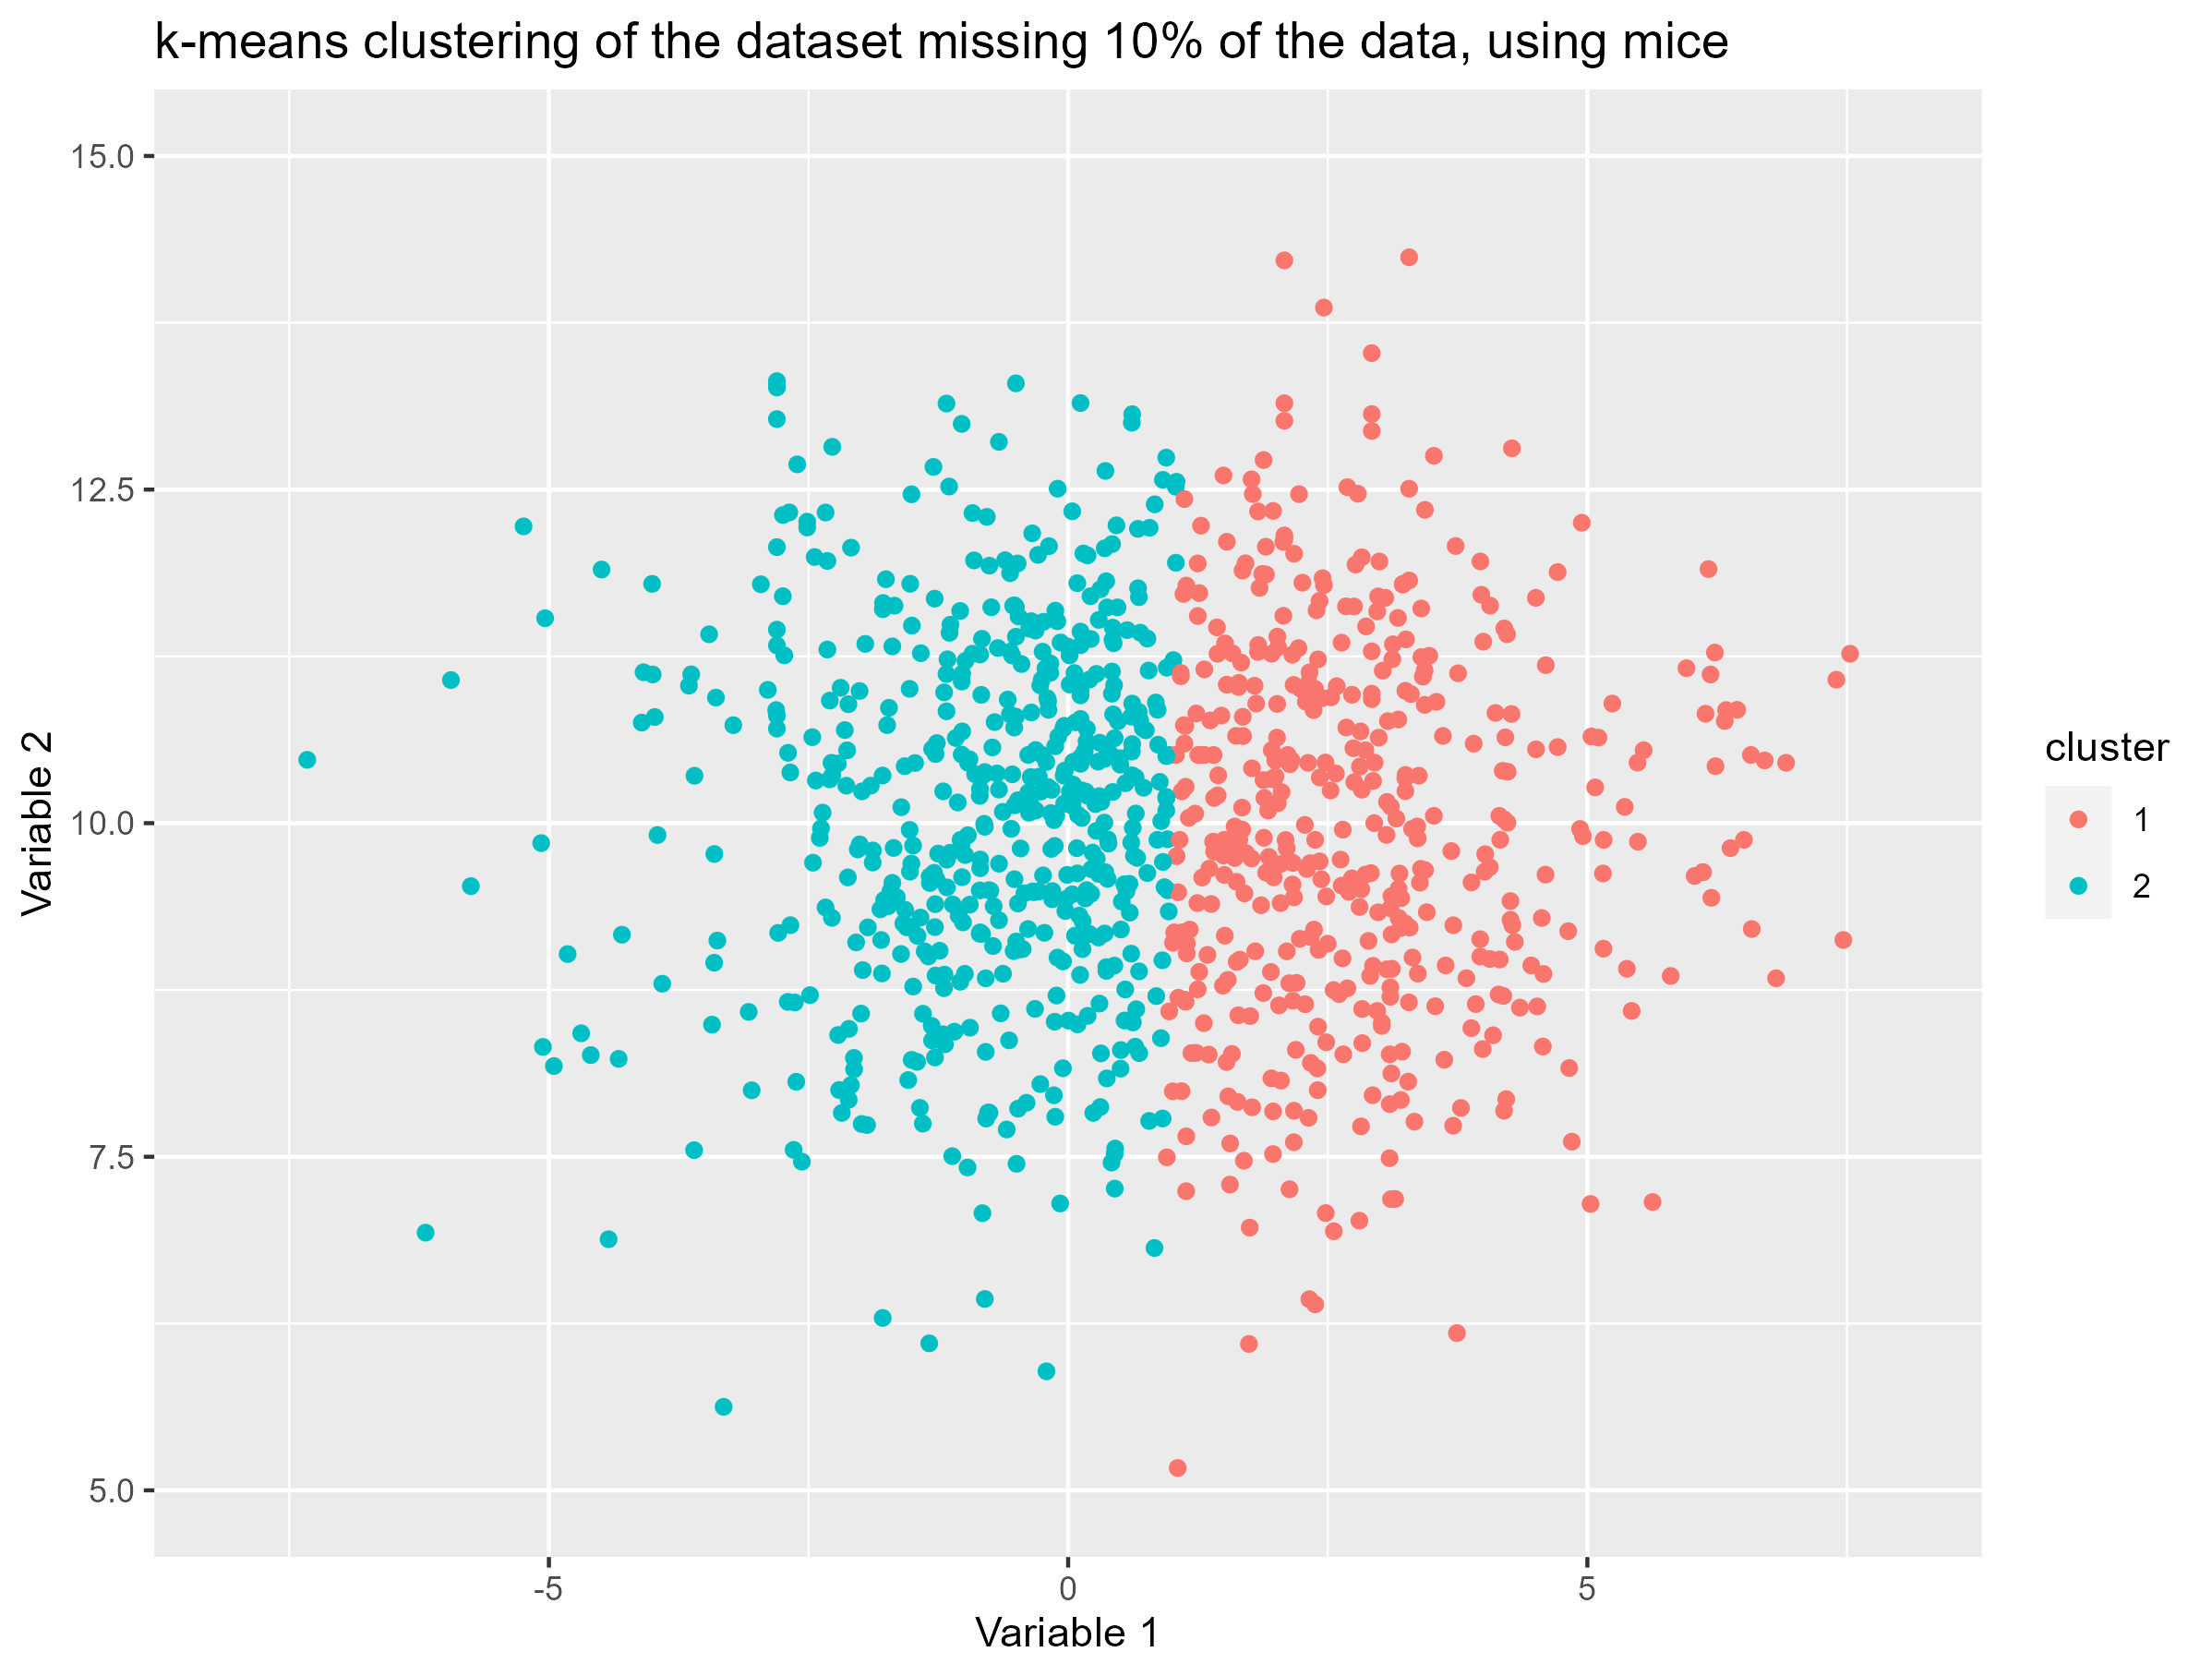 k-means clustering of the dataset missing 10% of the data, using mice
15.0
12.5
10.0
7.5
5.0
Variable 2
-5
0
5
Variable 1
cluster
1
2